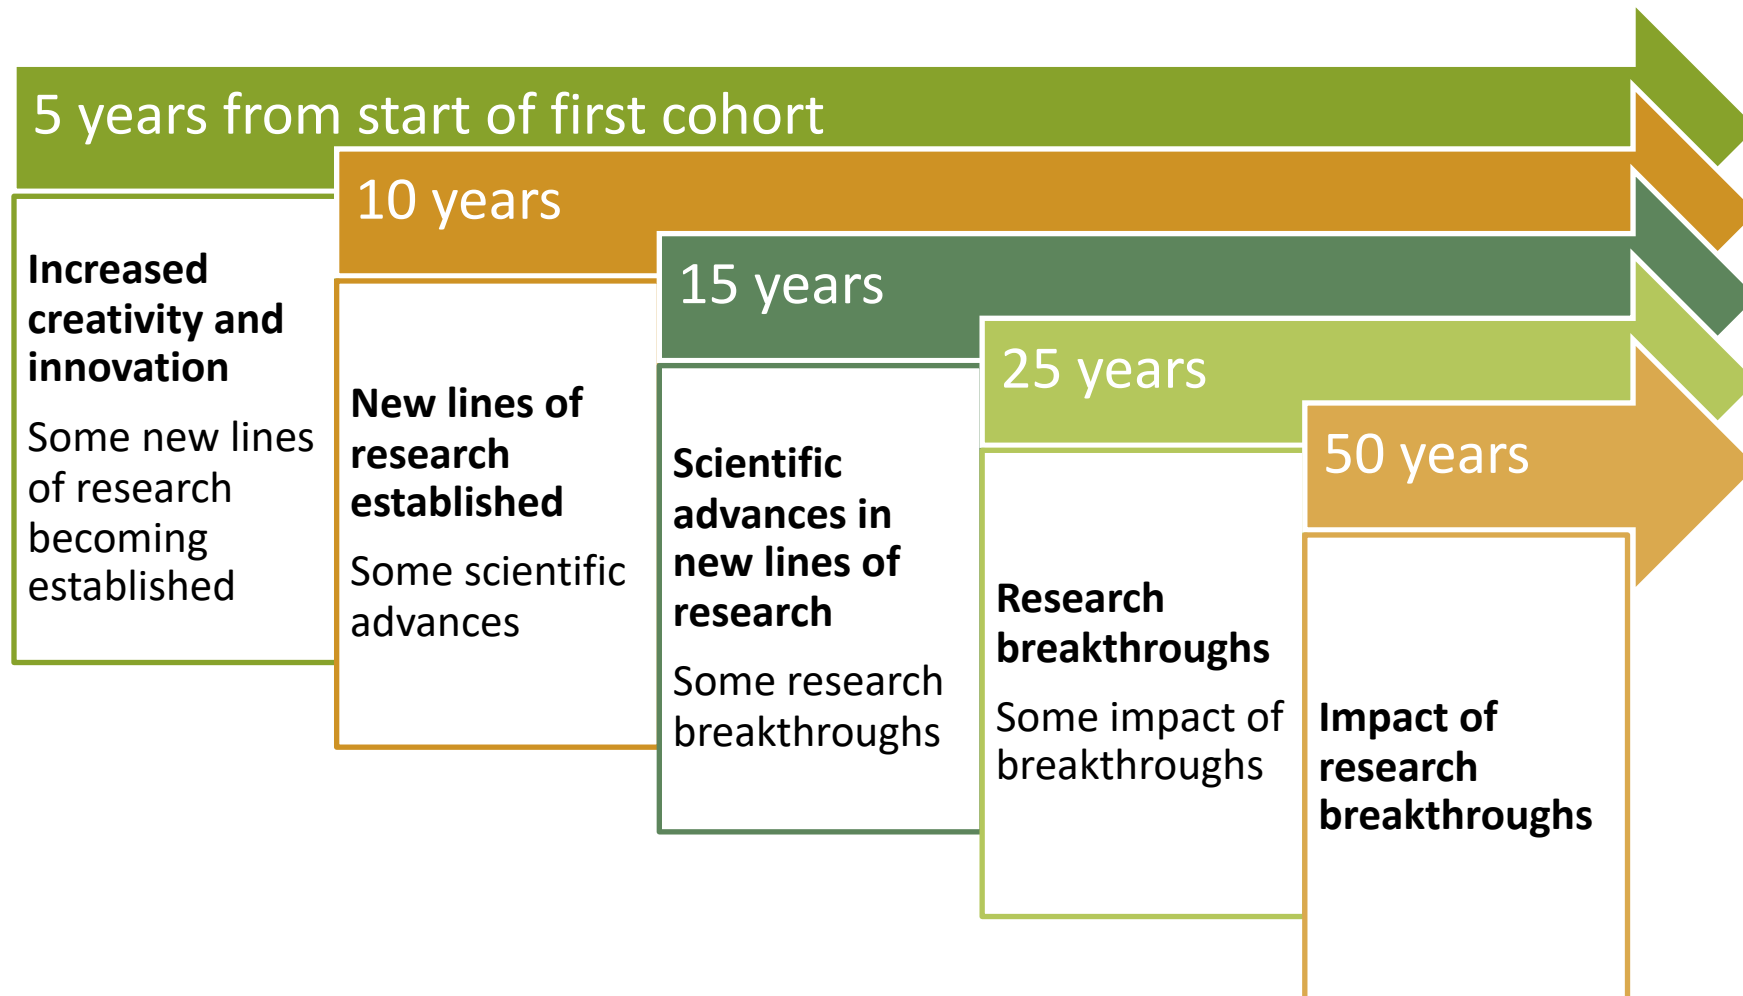 5 years from start of first cohort
Increased
creativity and
innovation
Some new lines
of research
becoming
established
10 years
New lines of
research
established
Some scientific
advances
15 years
Scientific
advances in
new lines of
research
Some research
breakthroughs
25 years
Research
breakthroughs
Some impact of
breakthroughs
50 years
Impact of
research
breakthroughs